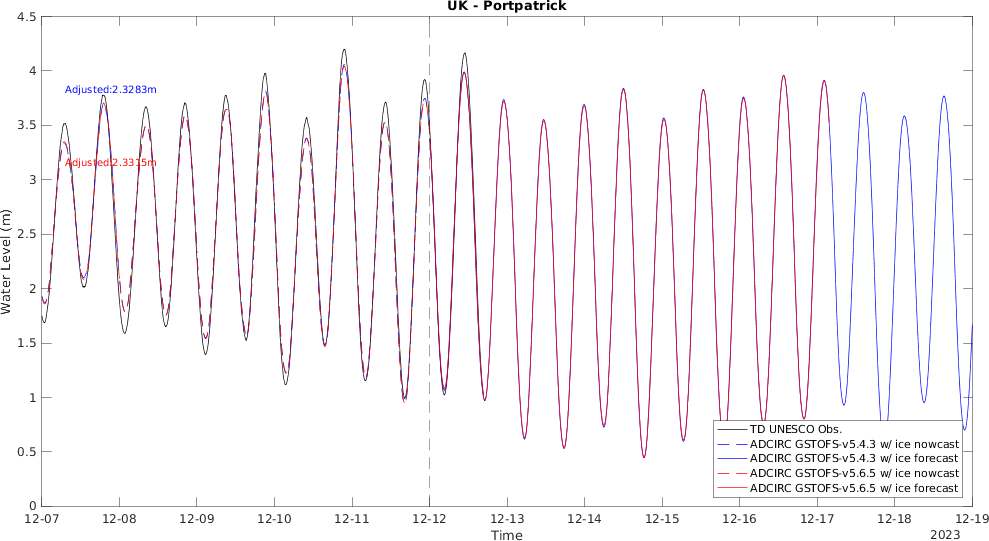 UK - Portpatrick
4.5
4
3.5
3
2.5
2
1.5
1
0.5
0
Water Level (m)
Adjusted:2.3283m
Adjusted:2.3315m
TD UNESCO Obs.
ADCIRC GSTOFS-v5.4.3 w/ ice nowcast
ADCIRC GSTOFS-v5.4.3 w/ ice forecast
ADCIRC GSTOFS-v5.6.5 w/ ice nowcast
ADCIRC GSTOFS-v5.6.5 w/ ice forecast
12-07 12-08 12-09 12-10 12-11 12-12 12-13 12-14 12-15 12-16 12-17 12-18 12-19
Time
2023